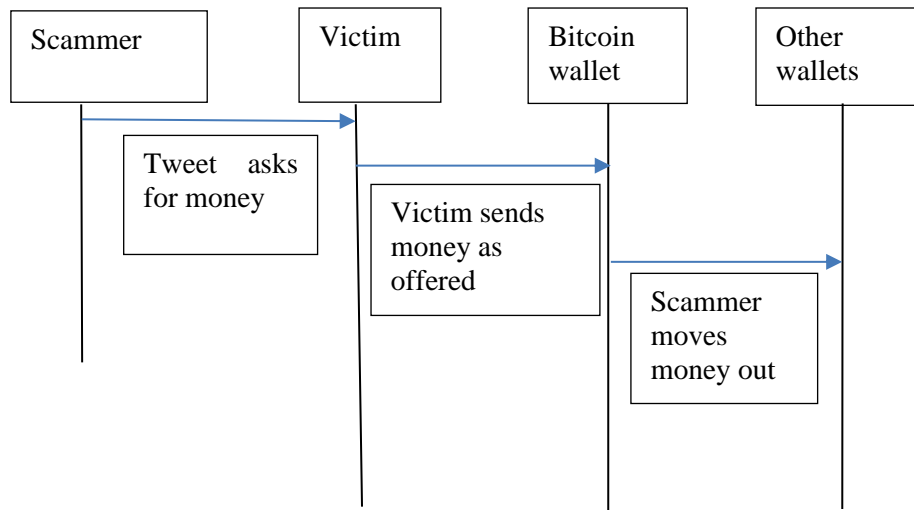 Scammer
Victim
Bitcoin
wallet
Other
wallets
Tweet asks
for money
Victim sends
money as
offered
Scammer
moves
money out